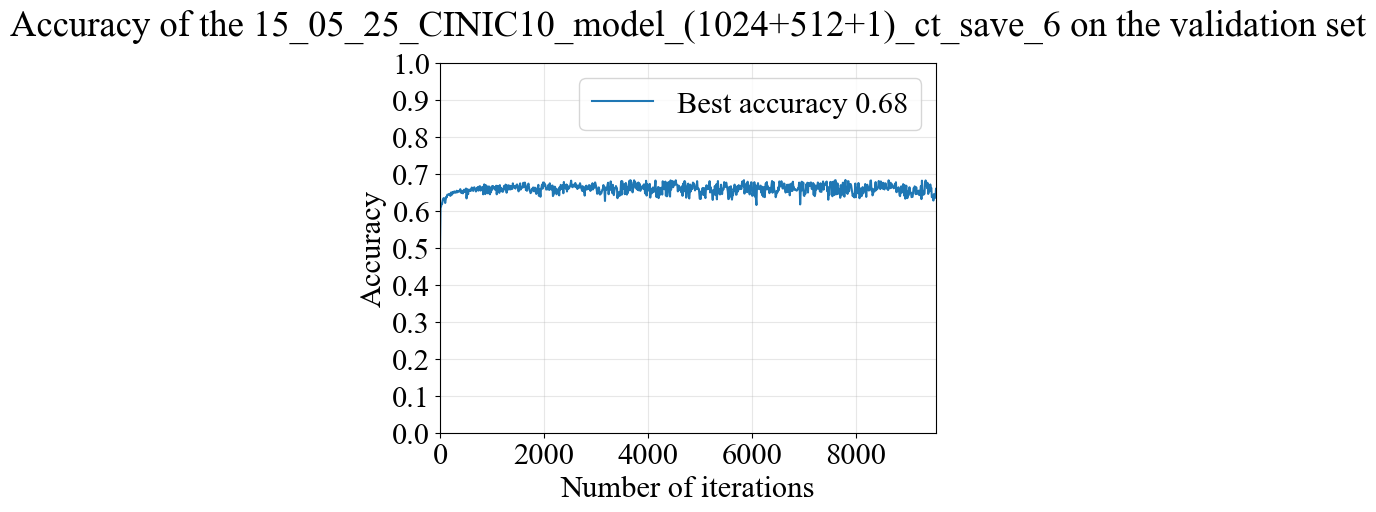 Accuracy of the 15_05_25_CINIC10_model_(1024+512+1)_ct_save_6 on the validation set
Best accuracy 0.68
Accuracy
1.0
0.9
0.8
0.7
0.6
0.5
0.4
0.3
0.2
0.1
0.0
0 2000 4000 6000 8000
Number of iterations